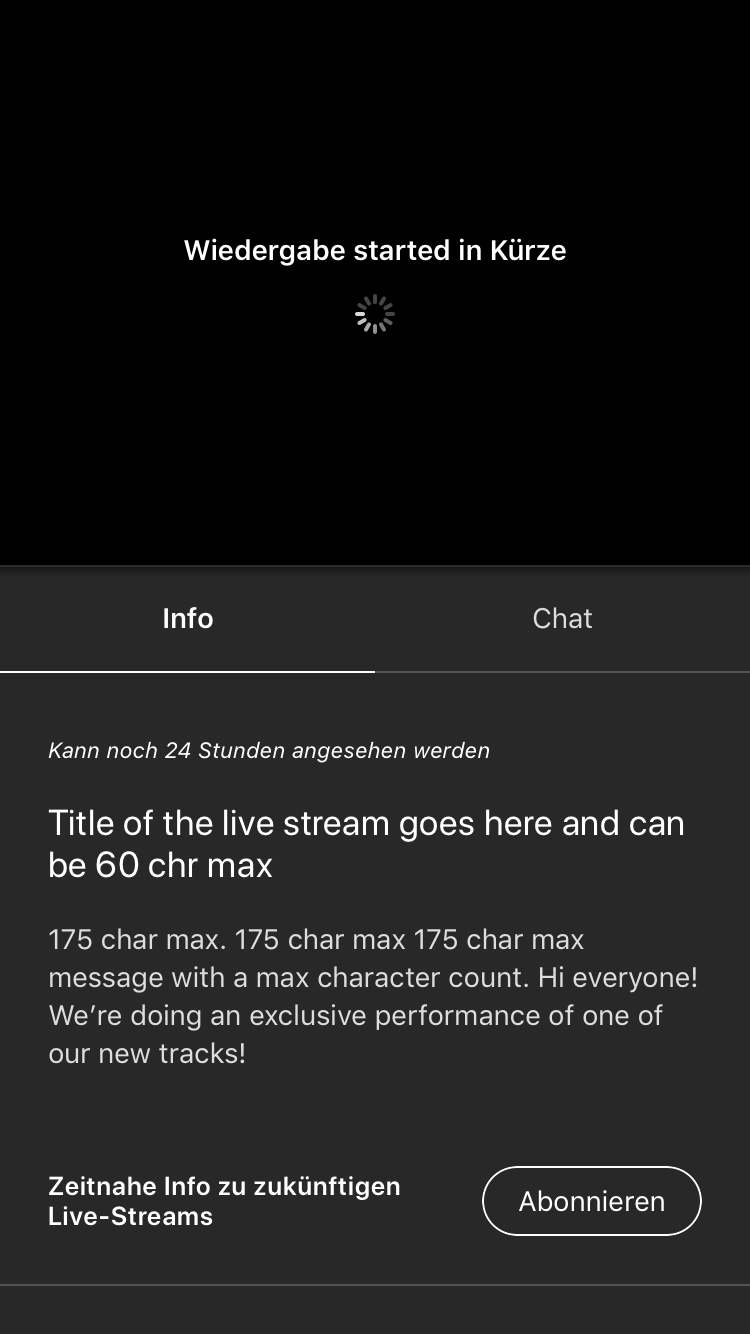 Wiedergabe started in Kürze
Info
Chat
Kann noch 24 Stunden angesehen werden
Title of the live stream goes here and can
be 60 chr max
175 char max. 175 char max 175 char max
message with a max character count. Hi everyone!
We’re doing an exclusive performance of one of
our new tracks!
Zeitnahe Info zu zukünftigen
Live-Streams
Abonnieren